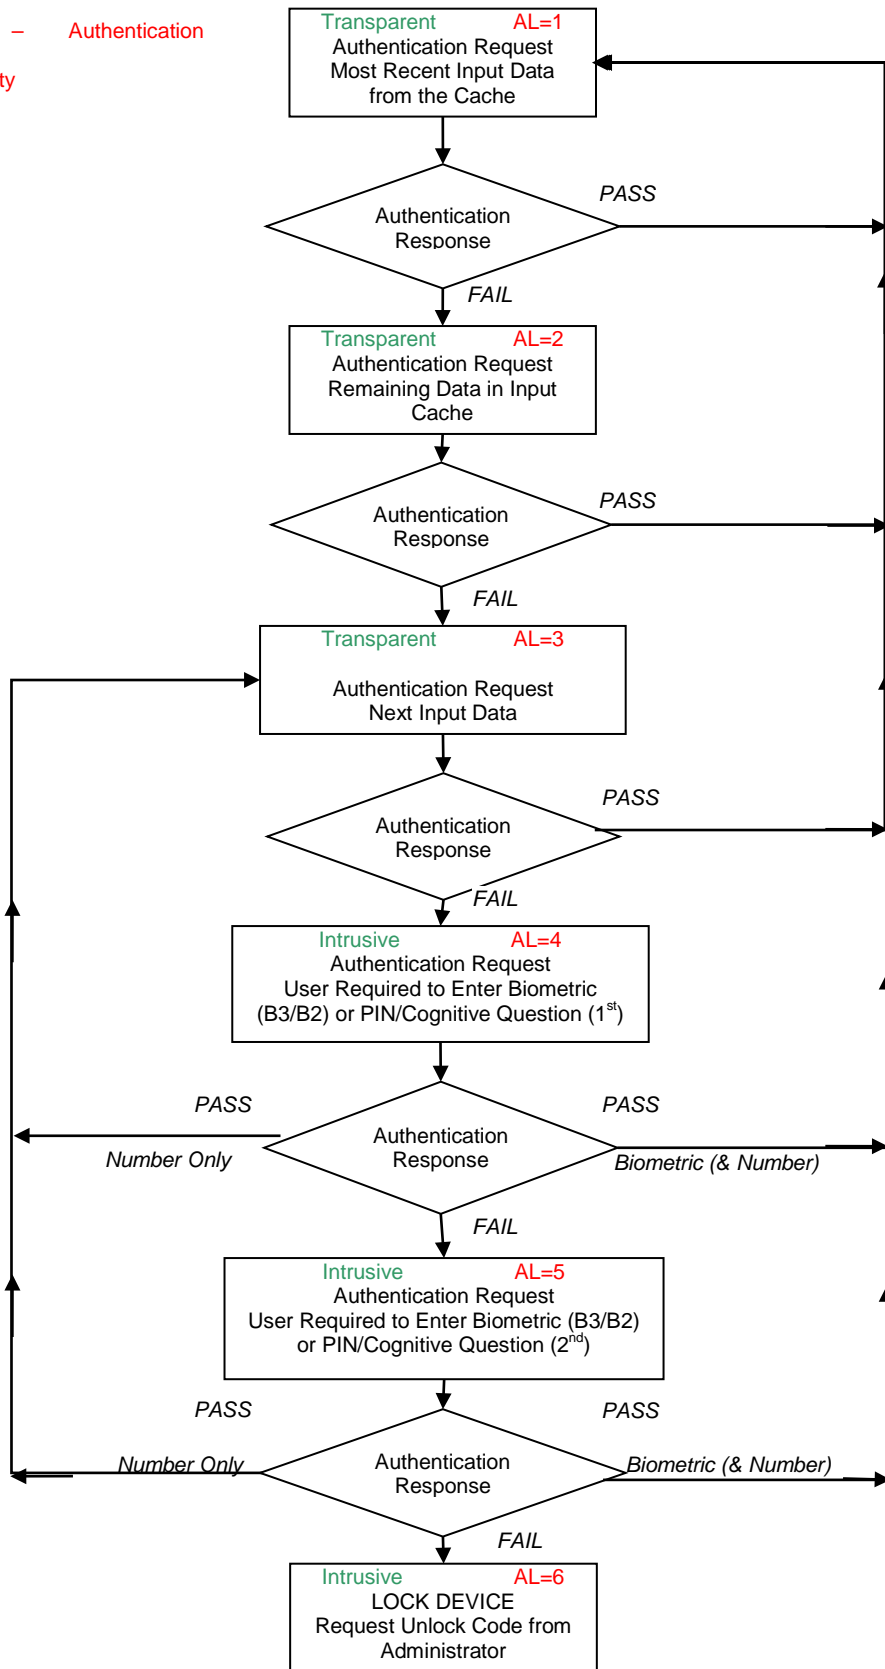 – Authentication
ty
Transparent AL=1
Authentication Request
Most Recent Input Data
from the Cache
PASS
Authentication
Response
FAIL
Transparent AL=2
Authentication Request
Remaining Data in Input
Cache
PASS
Authentication
Response
FAIL
Transparent AL=3
Authentication Request
Next Input Data
PASS
Authentication
Response
FAIL
Intrusive AL=4
Authentication Request
User Required to Enter Biometric
(B3/B2) or PIN/Cognitive Question (1st)
PASS PASS
Authentication
Response
Number Only Biometric (& Number)
FAIL
Intrusive AL=5
Authentication Request
User Required to Enter Biometric (B3/B2)
or PIN/Cognitive Question (2nd)
PASS PASS
Number Only Authentication Biometric (& Number)
Response
FAIL
Intrusive AL=6
LOCK DEVICE
Request Unlock Code from
Administrator